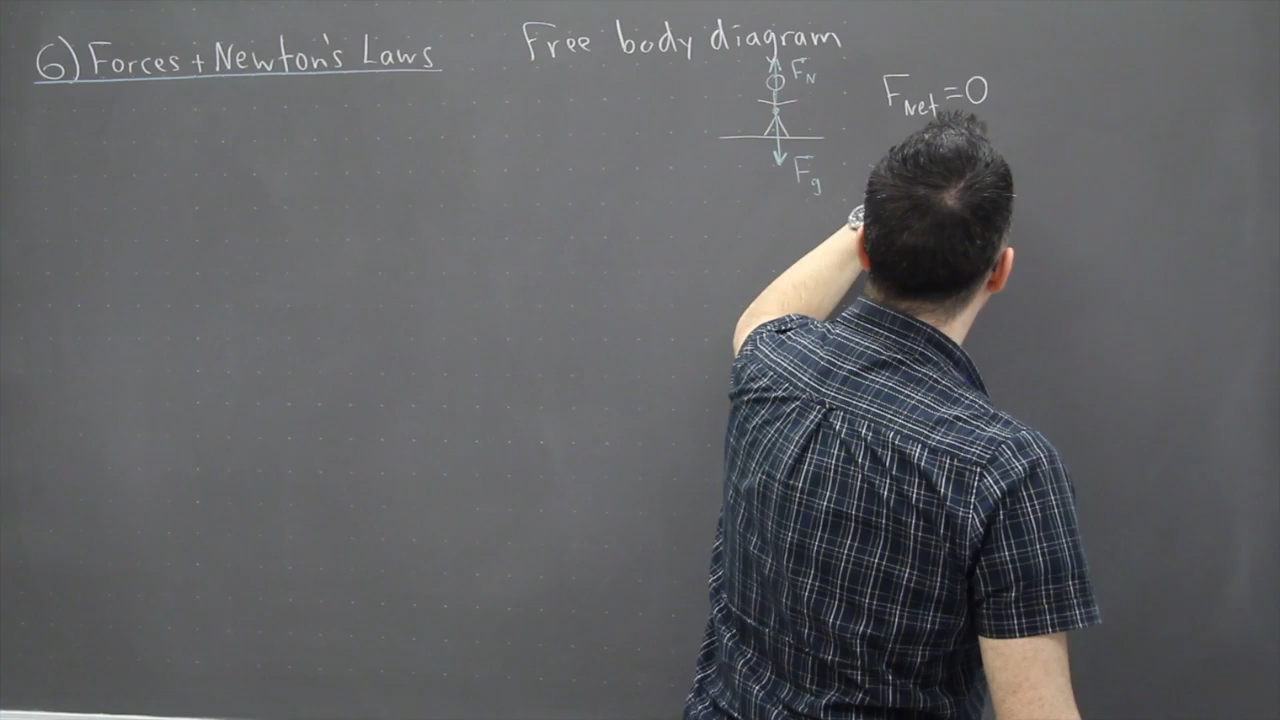 6) Forces + Newton's Laws
Free body diagram
F_N
F_Net = 0
F_g